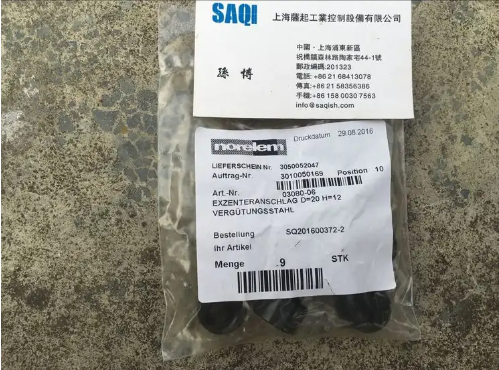 SAQI 上海薩起工業控制設備有限公司
孫 博
中國・上海浦東新區
祝橋鎮森林路陶家宅44-1號
郵政編碼:201323
電話:+86 21 68413078
傳真:+86 21 58356386
手機:+86 158 0030 7563
info@saqish.com
norelem Druckdatum 29.08.2016
LIEFERSCHEIN Nr. 3050052047
Auftrag-Nr. 3010050169 Position 10
Art.-Nr. 03080-06
EXZENTERANSCHLAG D=20 H=12
VERGÜTUNGSSTAHL
Bestellung SQ201600372-2
Ihr Artikel
Menge 9 STK